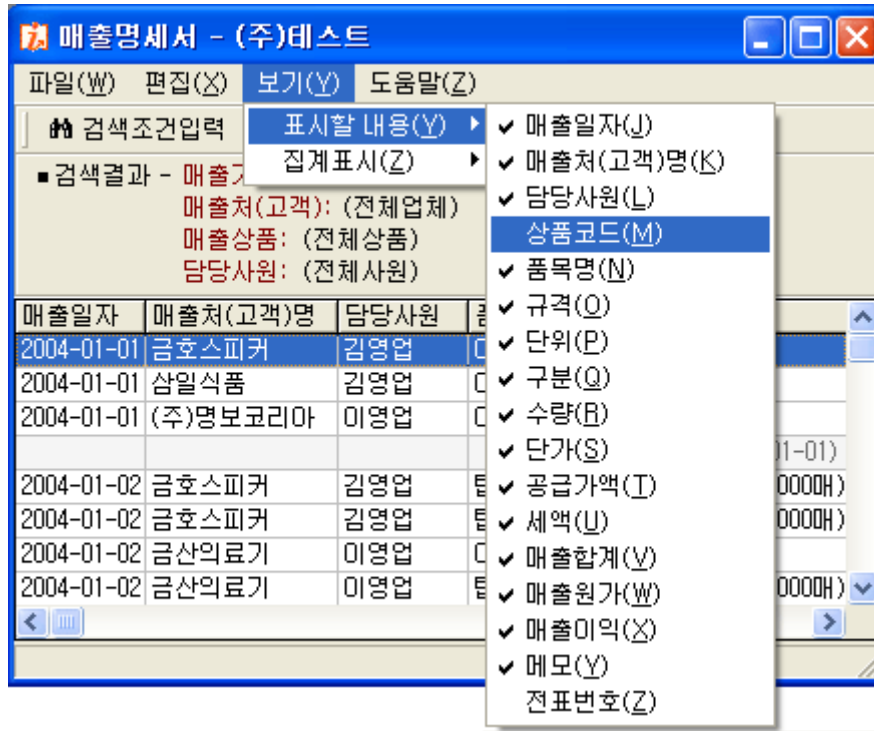 매출명세서 - (주)테스트
파일(W) 편집(X) 보기(Y) 도움말(Z)
검색조건입력
표시할 내용(Y)
집계표시(Z)
매출일자(J)
매출처(고객)명(K)
담당사원(L)
상품코드(M)
품목명(N)
규격(O)
단위(P)
구분(Q)
수량(R)
단가(S)
공급가액(T)
세액(U)
매출합계(V)
매출원가(W)
매출이익(X)
메모(Y)
전표번호(Z)
■검색결과 - 매출
매출처(고객): (전체업체)
매출상품: (전체상품)
담당사원: (전체사원)
매출일자 매출처(고객)명 담당사원
2004-01-01 금호스피커 김영업
2004-01-01 삼일식품 김영업
2004-01-01 (주)명보코리아 이영업
01-01)
2004-01-02 금호스피커 김영업 000매)
2004-01-02 금호스피커 김영업 000매)
2004-01-02 금산의료기 이영업
2004-01-02 금산의료기 이영업 000매)